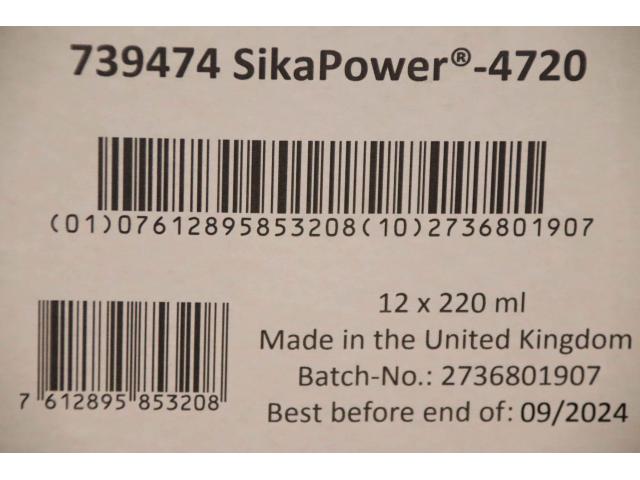 739474 SikaPower®-4720
(01)07612895853208(10)2736801907
12 x 220 ml
Made in the United Kingdom
Batch-No.: 2736801907
Best before end of: 09/2024
7 612895 853208